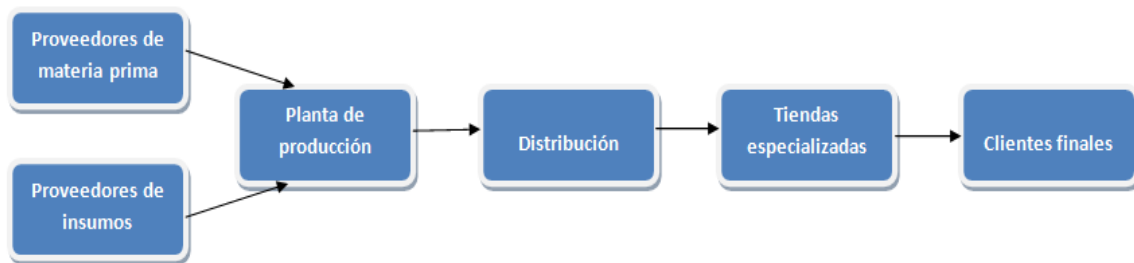 Proveedores de
materia prima
Proveedores de
insumos
Planta de
producción
Distribución
Tiendas
especializadas
Clientes finales